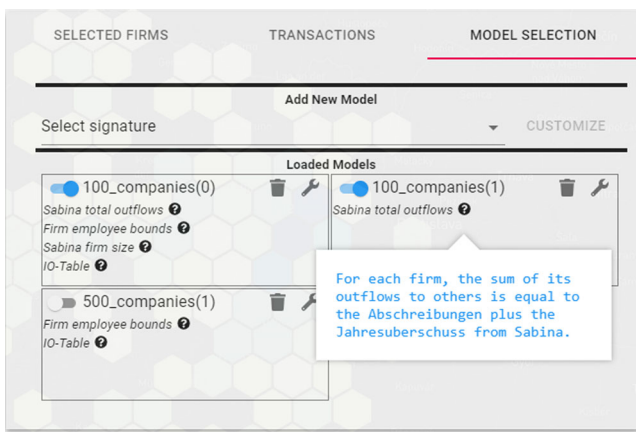 SELECTED FIRMS
TRANSACTIONS
MODEL SELECTION
Add New Model
Select signature
CUSTOMIZE
Loaded Models
100_companies(0)
Sabina total outflows
Firm employee bounds
Sabina firm size
IO-Table
100_companies(1)
Sabina total outflows
For each firm, the sum of its
outflows to others is equal to
the Abschreibungen plus the
Jahresuberschuss from Sabina.
500_companies(1)
Firm employee bounds
IO-Table